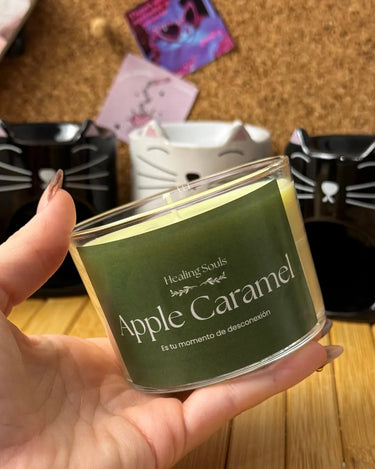 Healing Souls
Apple Caramel
Es tu momento de desconexión